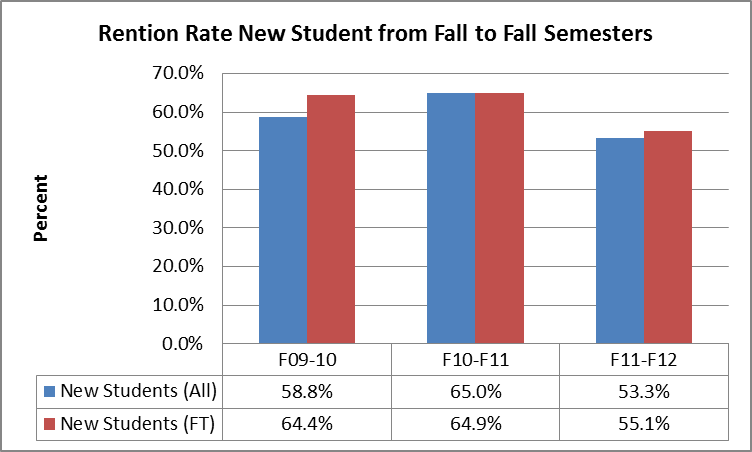 Rention Rate New Student from Fall to Fall Semesters
Percent
70.0%
60.0%
50.0%
40.0%
30.0%
20.0%
10.0%
0.0%
F09-10 F10-F11 F11-F12
New Students (All) 58.8% 65.0% 53.3%
New Students (FT) 64.4% 64.9% 55.1%